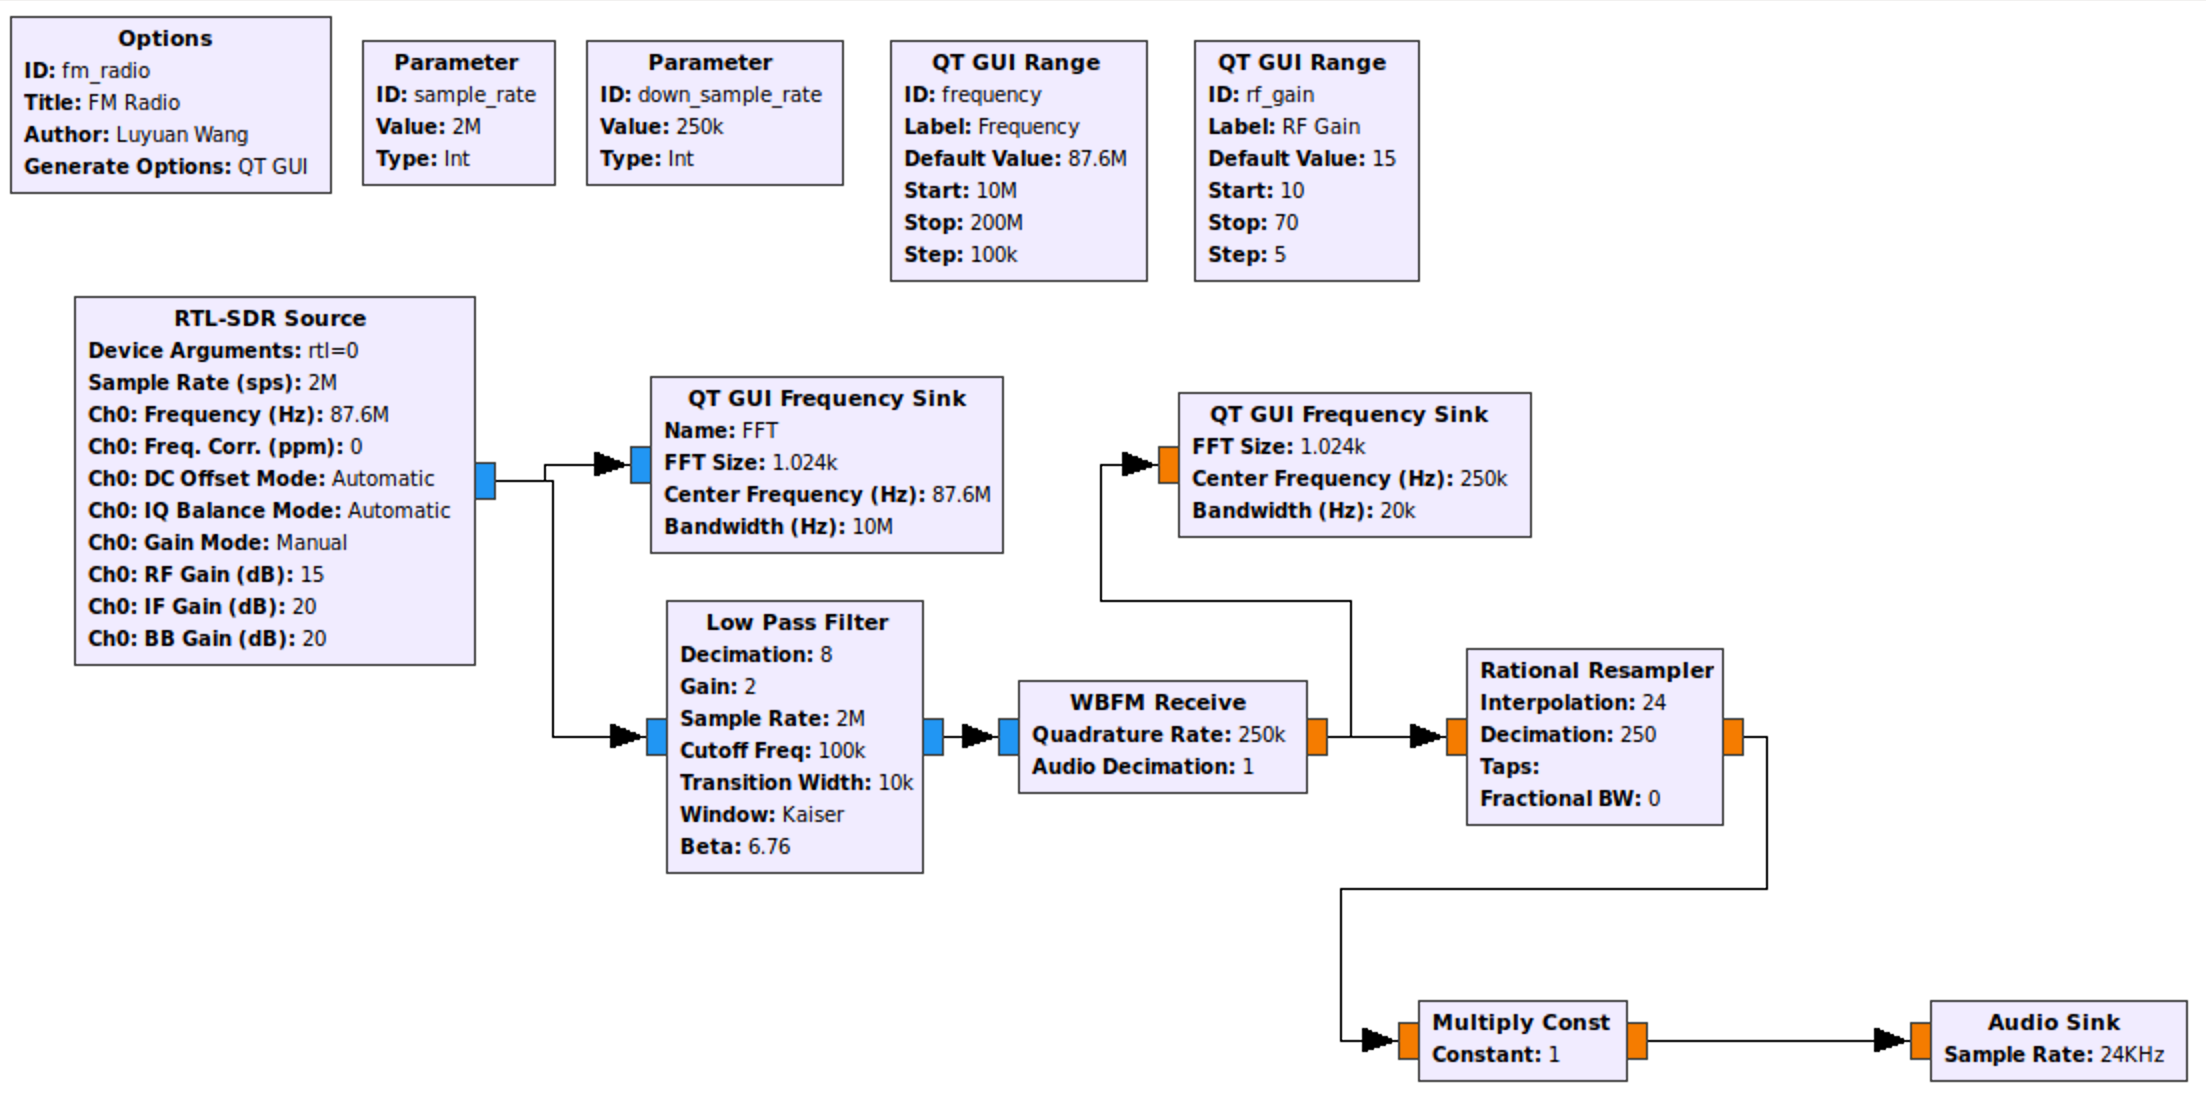 Options
ID: fm_radio
Title: FM Radio
Author: Luyuan Wang
Generate Options: QT GUI
Parameter
ID: sample_rate
Value: 2M
Type: Int
Parameter
ID: down_sample_rate
Value: 250k
Type: Int
QT GUI Range
ID: frequency
Label: Frequency
Default Value: 87.6M
Start: 10M
Stop: 200M
Step: 100k
QT GUI Range
ID: rf_gain
Label: RF Gain
Default Value: 15
Start: 10
Stop: 70
Step: 5
RTL-SDR Source
Device Arguments: rtl=0
Sample Rate (sps): 2M
Ch0: Frequency (Hz): 87.6M
Ch0: Freq. Corr. (ppm): 0
Ch0: DC Offset Mode: Automatic
Ch0: IQ Balance Mode: Automatic
Ch0: Gain Mode: Manual
Ch0: RF Gain (dB): 15
Ch0: IF Gain (dB): 20
Ch0: BB Gain (dB): 20
QT GUI Frequency Sink
Name: FFT
FFT Size: 1.024k
Center Frequency (Hz): 87.6M
Bandwidth (Hz): 10M
QT GUI Frequency Sink
FFT Size: 1.024k
Center Frequency (Hz): 250k
Bandwidth (Hz): 20k
Low Pass Filter
Decimation: 8
Gain: 2
Sample Rate: 2M
Cutoff Freq: 100k
Transition Width: 10k
Window: Kaiser
Beta: 6.76
WBFM Receive
Quadrature Rate: 250k
Audio Decimation: 1
Rational Resampler
Interpolation: 24
Decimation: 250
Taps:
Fractional BW: 0
Multiply Const
Constant: 1
Audio Sink
Sample Rate: 24KHz